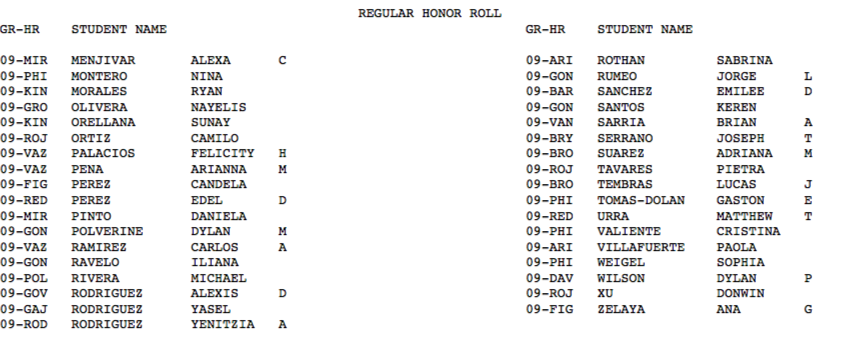 REGULAR HONOR ROLL
GR-HR STUDENT NAME
09-MIR MENJIVAR ALEXA C
09-PHI MONTERO NINA
09-KIN MORALES RYAN
09-GRO OLIVERA NAYELIS
09-KIN ORELLANA SUNAY
09-ROJ ORTIZ CAMILO
09-VAZ PALACIOS FELICITY H
09-VAZ PENA ARIANNA M
09-FIG PEREZ CANDELA
09-RED PEREZ EDEL D
09-MIR PINTO DANIELA
09-GON POLVERINE DYLAN M
09-VAZ RAMIREZ CARLOS A
09-GON RAVELO ILIANA
09-POL RIVERA MICHAEL
09-GOV RODRIGUEZ ALEXIS D
09-GAJ RODRIGUEZ YASEL
09-ROD RODRIGUEZ YENITZIA A
GR-HR STUDENT NAME
09-ARI ROTHAN SABRINA
09-GON RUMEO JORGE L
09-BAR SANCHEZ EMILEE D
09-GON SANTOS KEREN
09-VAN SARRIA BRIAN A
09-BRY SERRANO JOSEPH T
09-BRO SUAREZ ADRIANA M
09-ROJ TAVARES PIETRA
09-BRO TEMBRAS LUCAS J
09-PHI TOMAS-DOLAN GASTON E
09-RED URRA MATTHEW T
09-PHI VALIENTE CRISTINA
09-ARI VILLAFUERTE PAOLA
09-PHI WEIGEL SOPHIA
09-DAV WILSON DYLAN P
09-ROJ XU DONWIN
09-FIG ZELAYA ANA G